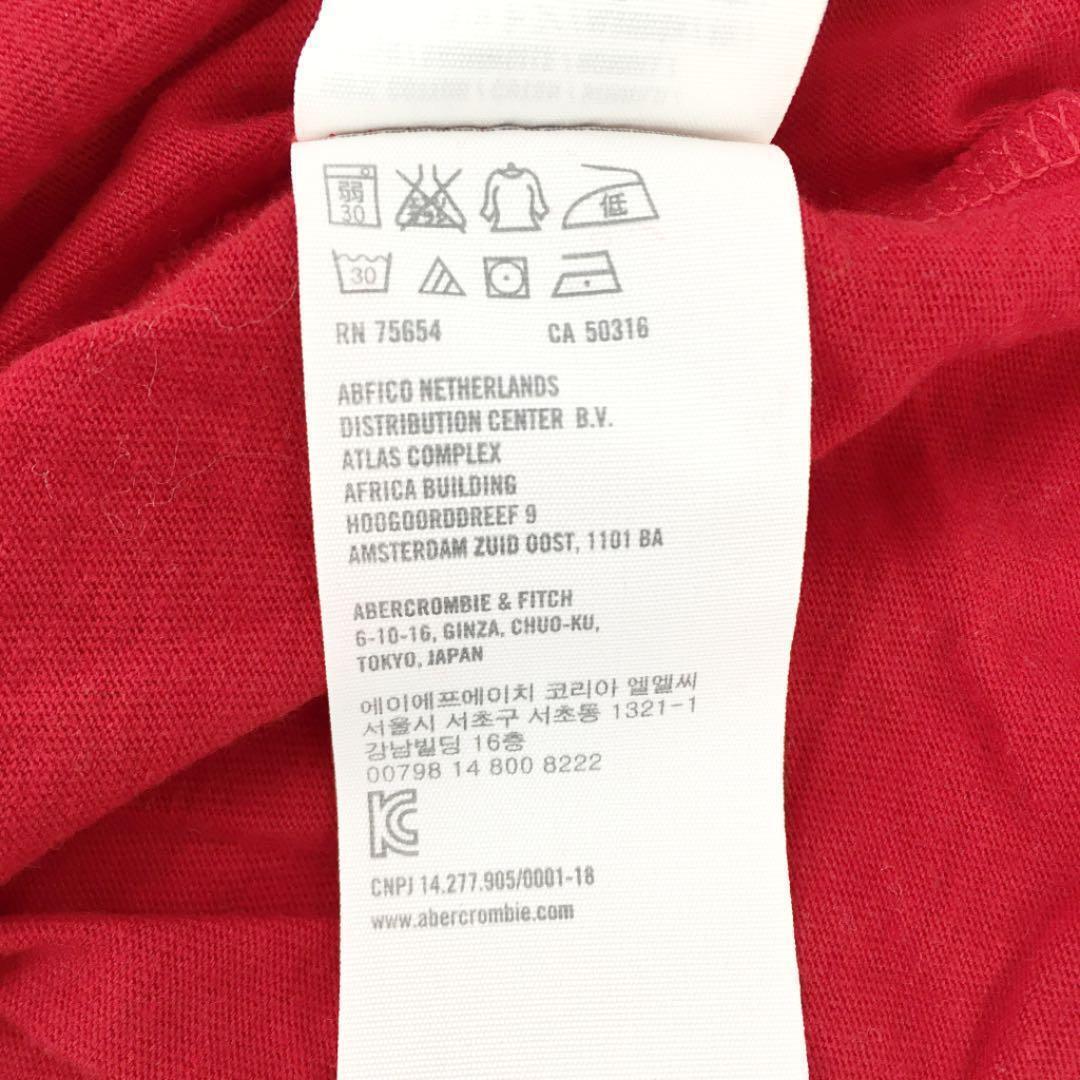 弱
30
低
30
RN 75654 CA 50316
ABFICO NETHERLANDS
DISTRIBUTION CENTER B.V.
ATLAS COMPLEX
AFRICA BUILDING
HOOGOORDDREEF 9
AMSTERDAM ZUID OOST, 1101 BA
ABERCROMBIE & FITCH
6-10-16, GINZA, CHUO-KU,
TOKYO, JAPAN
에이에프에이치 코리아 엘엘씨
서울시 서초구 서초동 1321-1
강남빌딩 16층
00798 14 800 8222
KC
CNPJ 14.277.905/0001-18
www.abercrombie.com